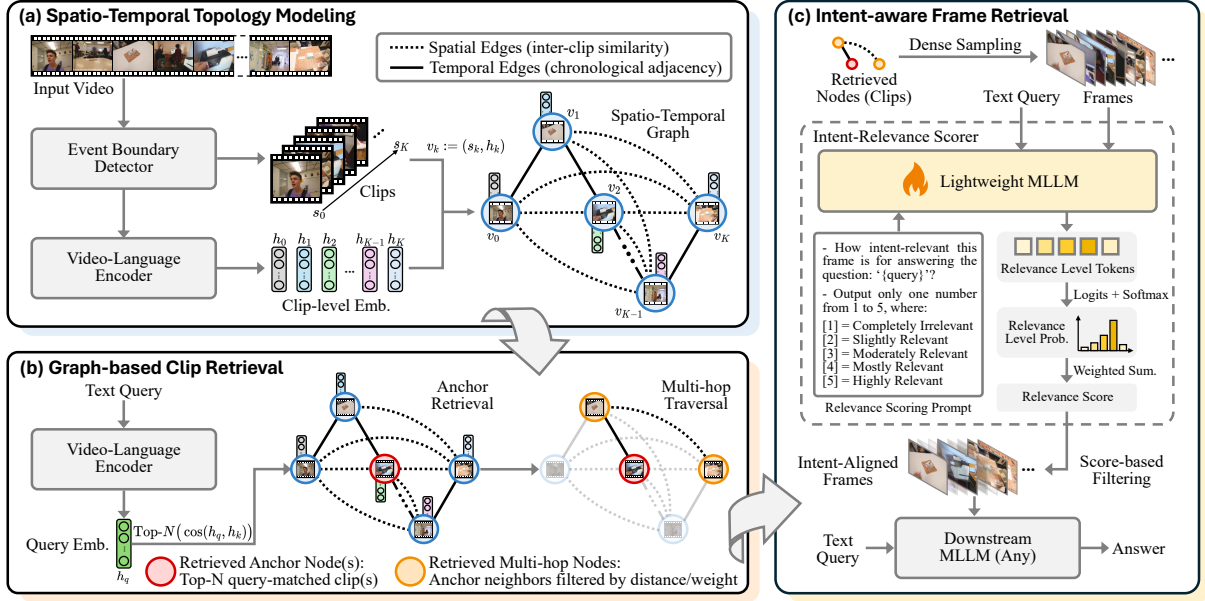 (a) Spatio-Temporal Topology Modeling
Input Video
Spatial Edges (inter-clip similarity)
Temporal Edges (chronological adjacency)
Event Boundary
Detector
Clips
s_0
s_K
v_k := (s_k, h_k)
Video-Language
Encoder
h_0 h_1 h_2 ... h_{K-1} h_K
Clip-level Emb.
Spatio-Temporal
Graph
v_0
v_1
v_2
v_K
v_{K-1}
(b) Graph-based Clip Retrieval
Text Query
Video-Language
Encoder
Query Emb.
h_q
Top-N(cos(h_q, h_k))
Anchor
Retrieval
Multi-hop
Traversal
Retrieved Anchor Node(s):
Top-N query-matched clip(s)
Retrieved Multi-hop Nodes:
Anchor neighbors filtered by distance/weight
(c) Intent-aware Frame Retrieval
Retrieved
Nodes (Clips)
Dense Sampling
...
Text Query
Frames
Intent-Relevance Scorer
Lightweight MLLM
- How intent-relevant this
frame is for answering the
question: '{query}'?
- Output only one number
from 1 to 5, where:
[1] = Completely Irrelevant
[2] = Slightly Relevant
[3] = Moderately Relevant
[4] = Mostly Relevant
[5] = Highly Relevant
Relevance Scoring Prompt
Relevance Level Tokens
Logits + Softmax
Relevance
Level Prob.
Weighted Sum.
Relevance Score
Intent-Aligned
Frames
...
Score-based
Filtering
Text
Query
Downstream
MLLM (Any)
Answer